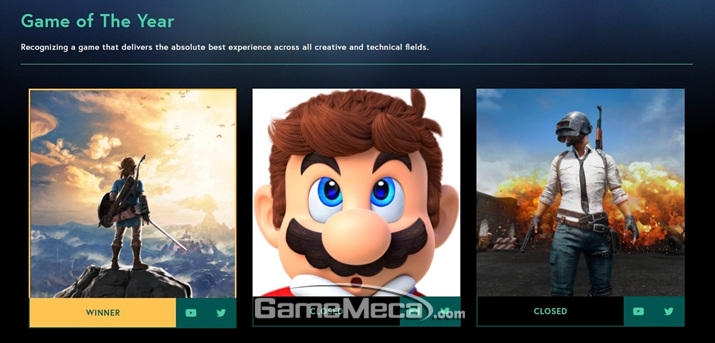 Game of The Year
Recognizing a game that delivers the absolute best experience across all creative and technical fields.
WINNER
CLOSED
CLOSED
GameMeca.com